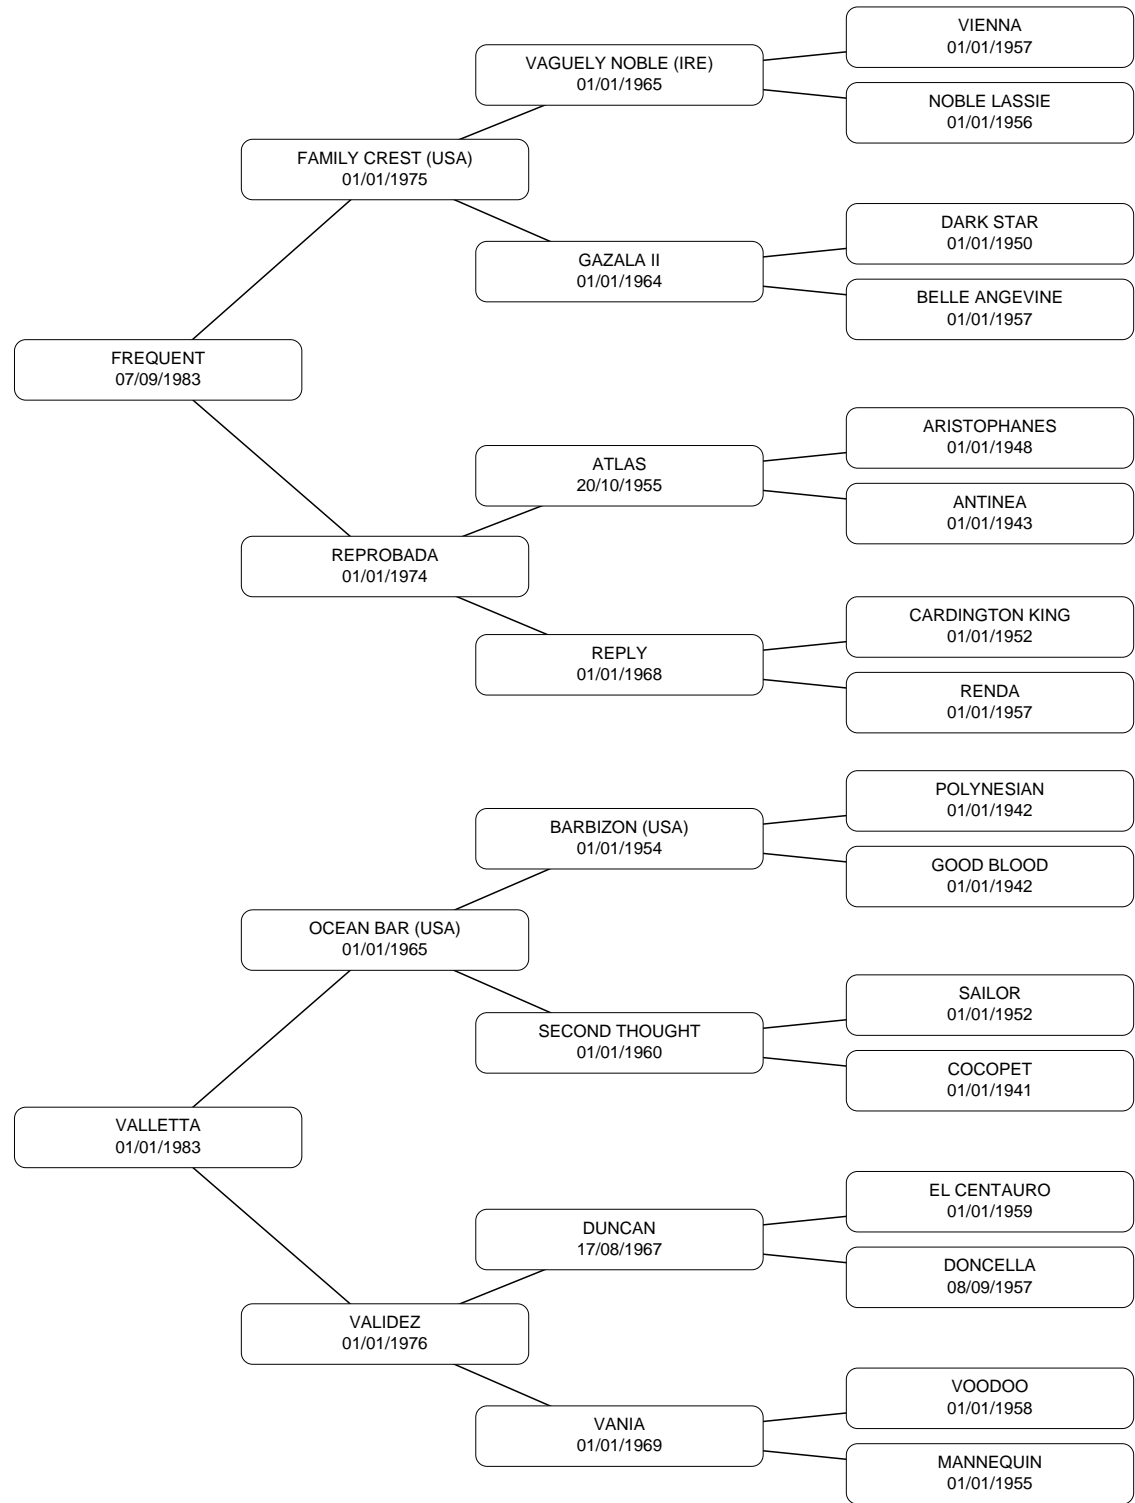 VIENNA
01/01/1957
VAGUELY NOBLE (IRE)
01/01/1965
NOBLE LASSIE
01/01/1956
FAMILY CREST (USA)
01/01/1975
DARK STAR
01/01/1950
GAZALA II
01/01/1964
BELLE ANGEVINE
01/01/1957
FREQUENT
07/09/1983
ARISTOPHANES
01/01/1948
ATLAS
20/10/1955
ANTINEA
01/01/1943
REPROBADA
01/01/1974
CARDINGTON KING
01/01/1952
REPLY
01/01/1968
RENDA
01/01/1957
POLYNESIAN
01/01/1942
BARBIZON (USA)
01/01/1954
GOOD BLOOD
01/01/1942
OCEAN BAR (USA)
01/01/1965
SAILOR
01/01/1952
SECOND THOUGHT
01/01/1960
COCOPET
01/01/1941
VALLETTA
01/01/1983
EL CENTAURO
01/01/1959
DUNCAN
17/08/1967
DONCELLA
08/09/1957
VALIDEZ
01/01/1976
VOODOO
01/01/1958
VANIA
01/01/1969
MANNEQUIN
01/01/1955